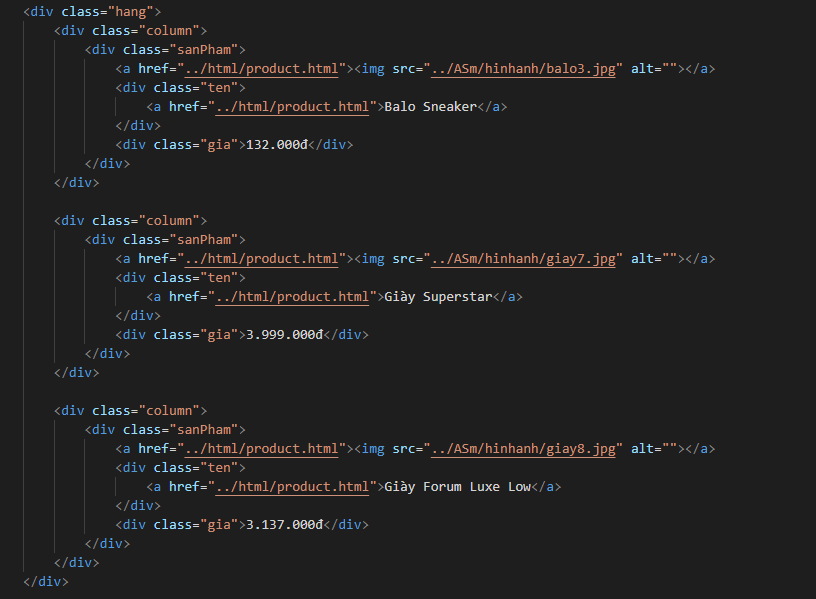 <div class="hang">
    <div class="column">
        <div class="sanPham">
            <a href="../html/product.html"><img src="../ASm/hinhanh/balo3.jpg" alt=""></a>
            <div class="ten">
                <a href="../html/product.html">Balo Sneaker</a>
            </div>
            <div class="gia">132.000đ</div>
        </div>
    </div>

    <div class="column">
        <div class="sanPham">
            <a href="../html/product.html"><img src="../ASm/hinhanh/giay7.jpg" alt=""></a>
            <div class="ten">
                <a href="../html/product.html">Giày Superstar</a>
            </div>
            <div class="gia">3.999.000đ</div>
        </div>
    </div>

    <div class="column">
        <div class="sanPham">
            <a href="../html/product.html"><img src="../ASm/hinhanh/giay8.jpg" alt=""></a>
            <div class="ten">
                <a href="../html/product.html">Giày Forum Luxe Low</a>
            </div>
            <div class="gia">3.137.000đ</div>
        </div>
    </div>
</div>